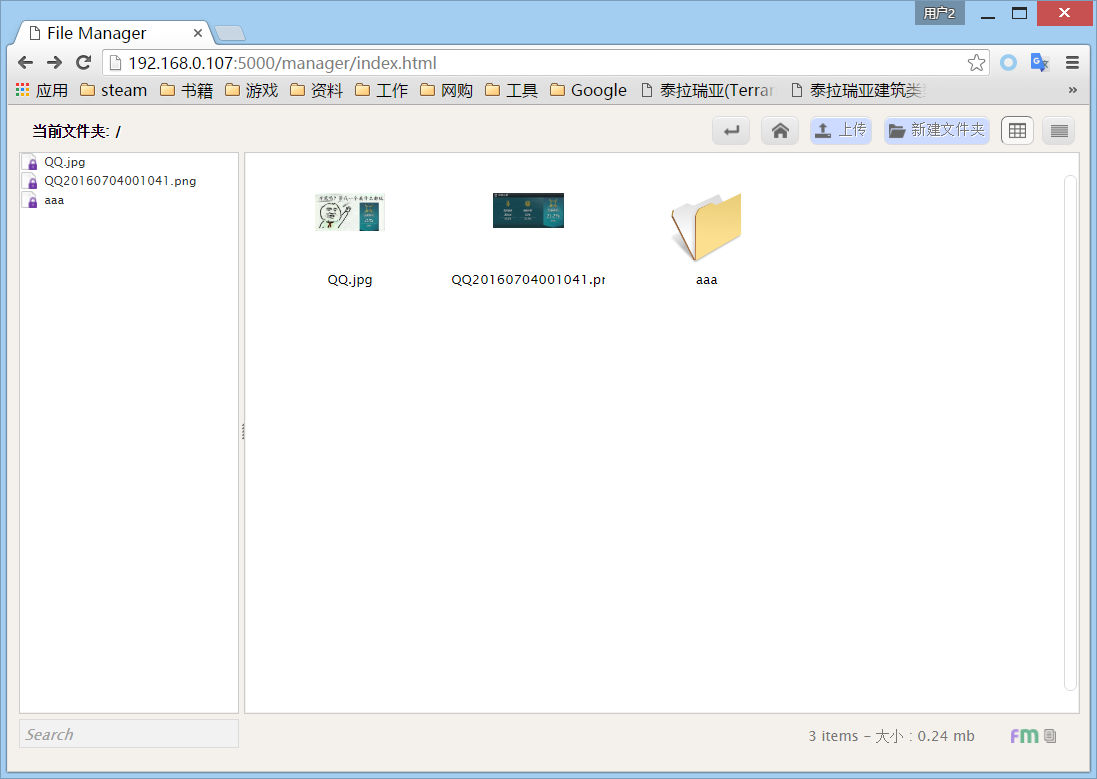 用户2
File Manager
192.168.0.107:5000/manager/index.html
应用 steam 书籍 游戏 资料 工作 网购 工具 Google 泰拉瑞亚(Terrar 泰拉瑞亚建筑类 »
当前文件夹: / 上传 新建文件夹
QQ.jpg
QQ20160704001041.png
aaa
QQ.jpg QQ20160704001041.pr aaa
Search 3 items - 大小 : 0.24 mb fm